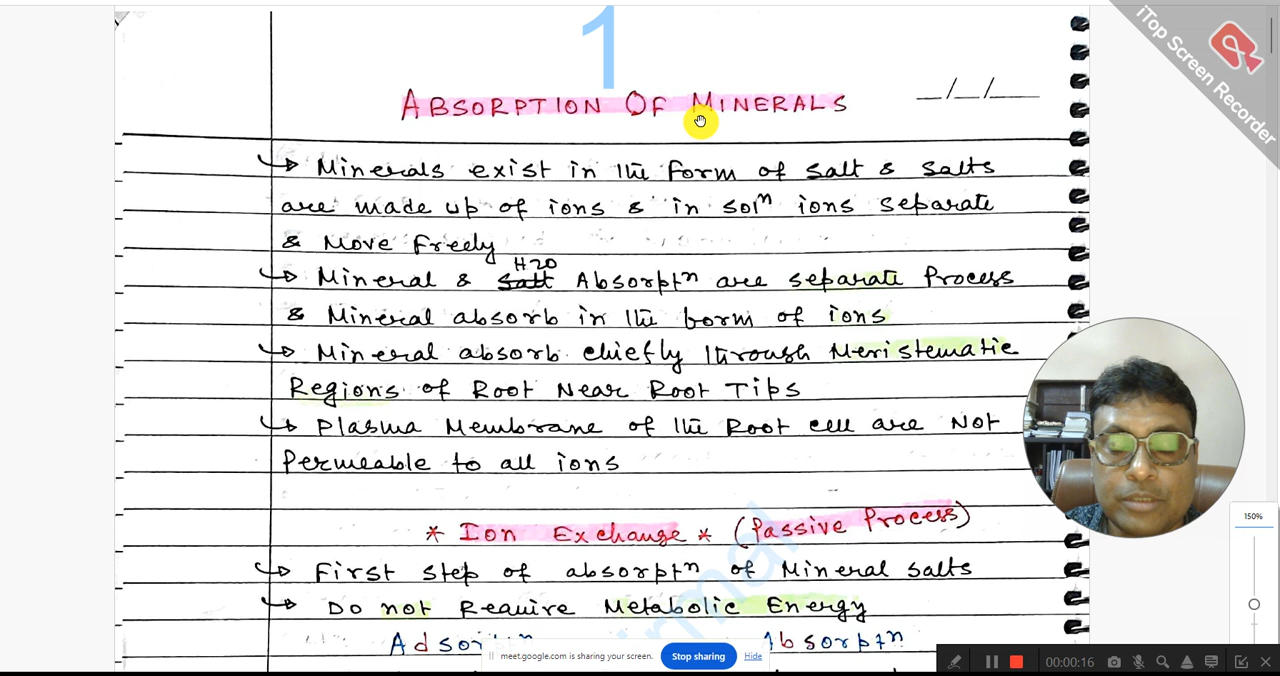 1
iTop Screen Recorder
ABSORPTION OF MINERALS
_/_/__
↳ Minerals exist in the form of salt & salts
are made up of ions & in solⁿ ions separate
& Move Freely
H2O
↳ Mineral & Salt Absorptⁿ are separate Process
& Mineral absorb in the form of ions
↳ Mineral absorb chiefly through Meristematic
Regions of Root Near Root Tips
↳ Plasma Membrane of the Root cell are Not
Permeable to all ions
* Ion Exchange * (Passive Process)
↳ First step of absorptⁿ of Mineral salts
↳ Do not Require Metabolic Energy
Absorptⁿ
150%
meet.google.com is sharing your screen. Stop sharing Hide
00:00:16